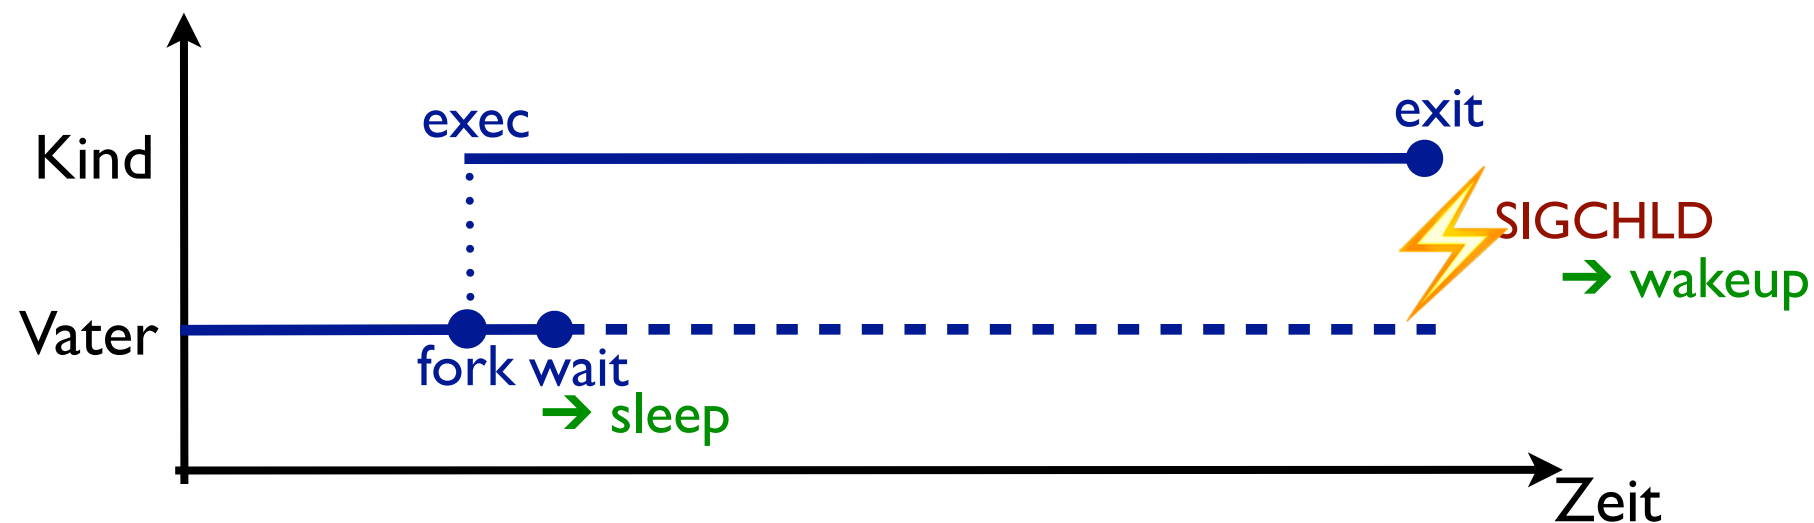 exec
exit
Kind
SIGCHLD
➔ wakeup
Vater
fork wait
➔ sleep
Zeit